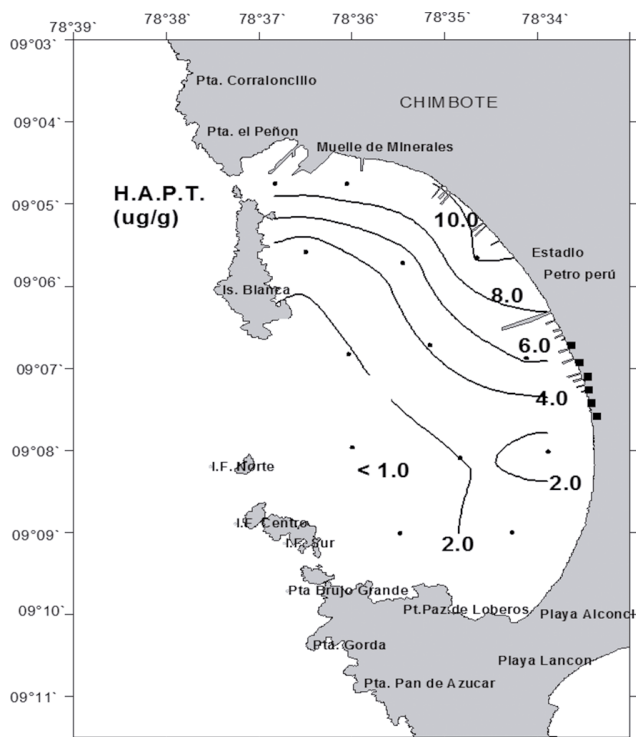 78°39` 78°38` 78°37` 78°36` 78°35` 78°34`
09°03`
Pta. Corraloncillo
CHIMBOTE
09°04`
Pta. el Peñon
Muelle de Minerales
H.A.P.T.
(ug/g)
09°05`
10.0
Estadio
Petro perú
09°06`
Is. Blanca
8.0
6.0
09°07`
4.0
09°08`
I.F. Norte
< 1.0
2.0
09°09`
I.F. Centro
I.F. Sur
2.0
Pta Brujo Grande
09°10`
Pt.Paz de Loberos
Playa Alconci
Pta. Gorda
Playa Lancon
09°11`
Pta. Pan de Azucar